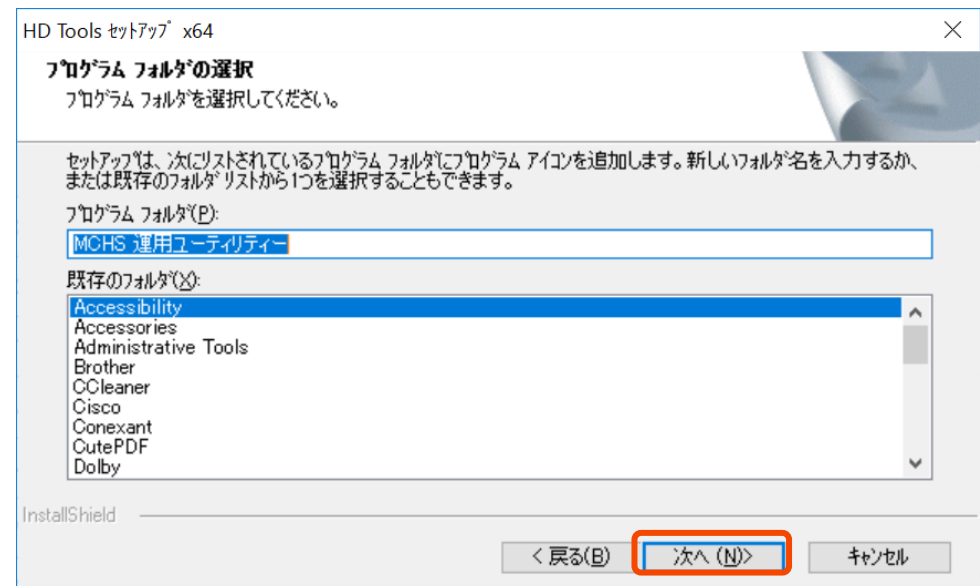 HD Tools セットアップ x64
プログラム フォルダの選択
プログラム フォルダを選択してください。
セットアップは、次にリストされているプログラム フォルダにプログラム アイコンを追加します。新しいフォルダ名を入力するか、
または既存のフォルダ リストから1つを選択することもできます。
プログラム フォルダ(P):
MCHS 運用ユーティリティー
既存のフォルダ(X):
Accessibility
Accessories
Administrative Tools
Brother
CCleaner
Cisco
Conexant
CutePDF
Dolby
InstallShield
< 戻る(B)
次へ (N)>
キャンセル